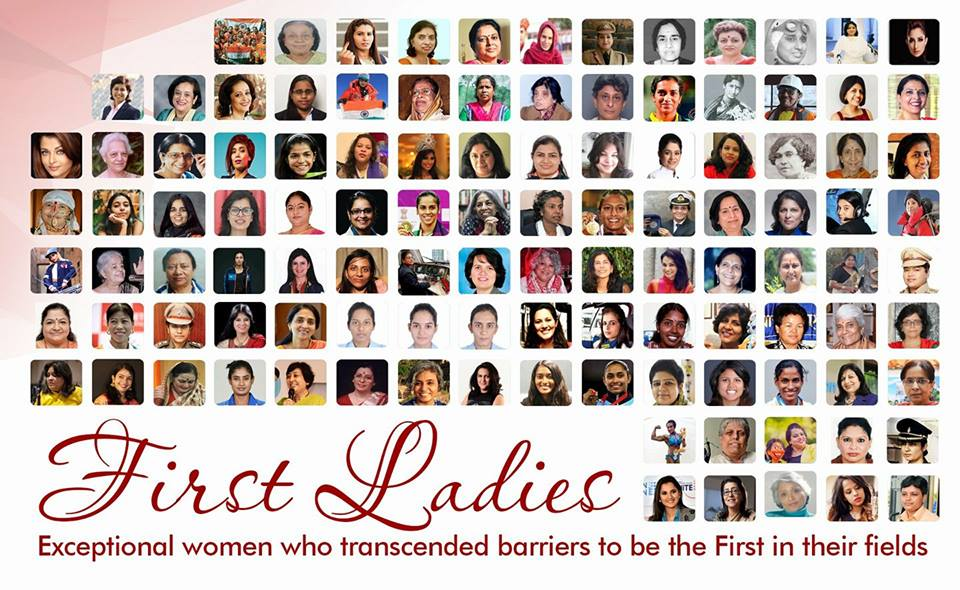 First Ladies
Exceptional women who transcended barriers to be the First in their fields